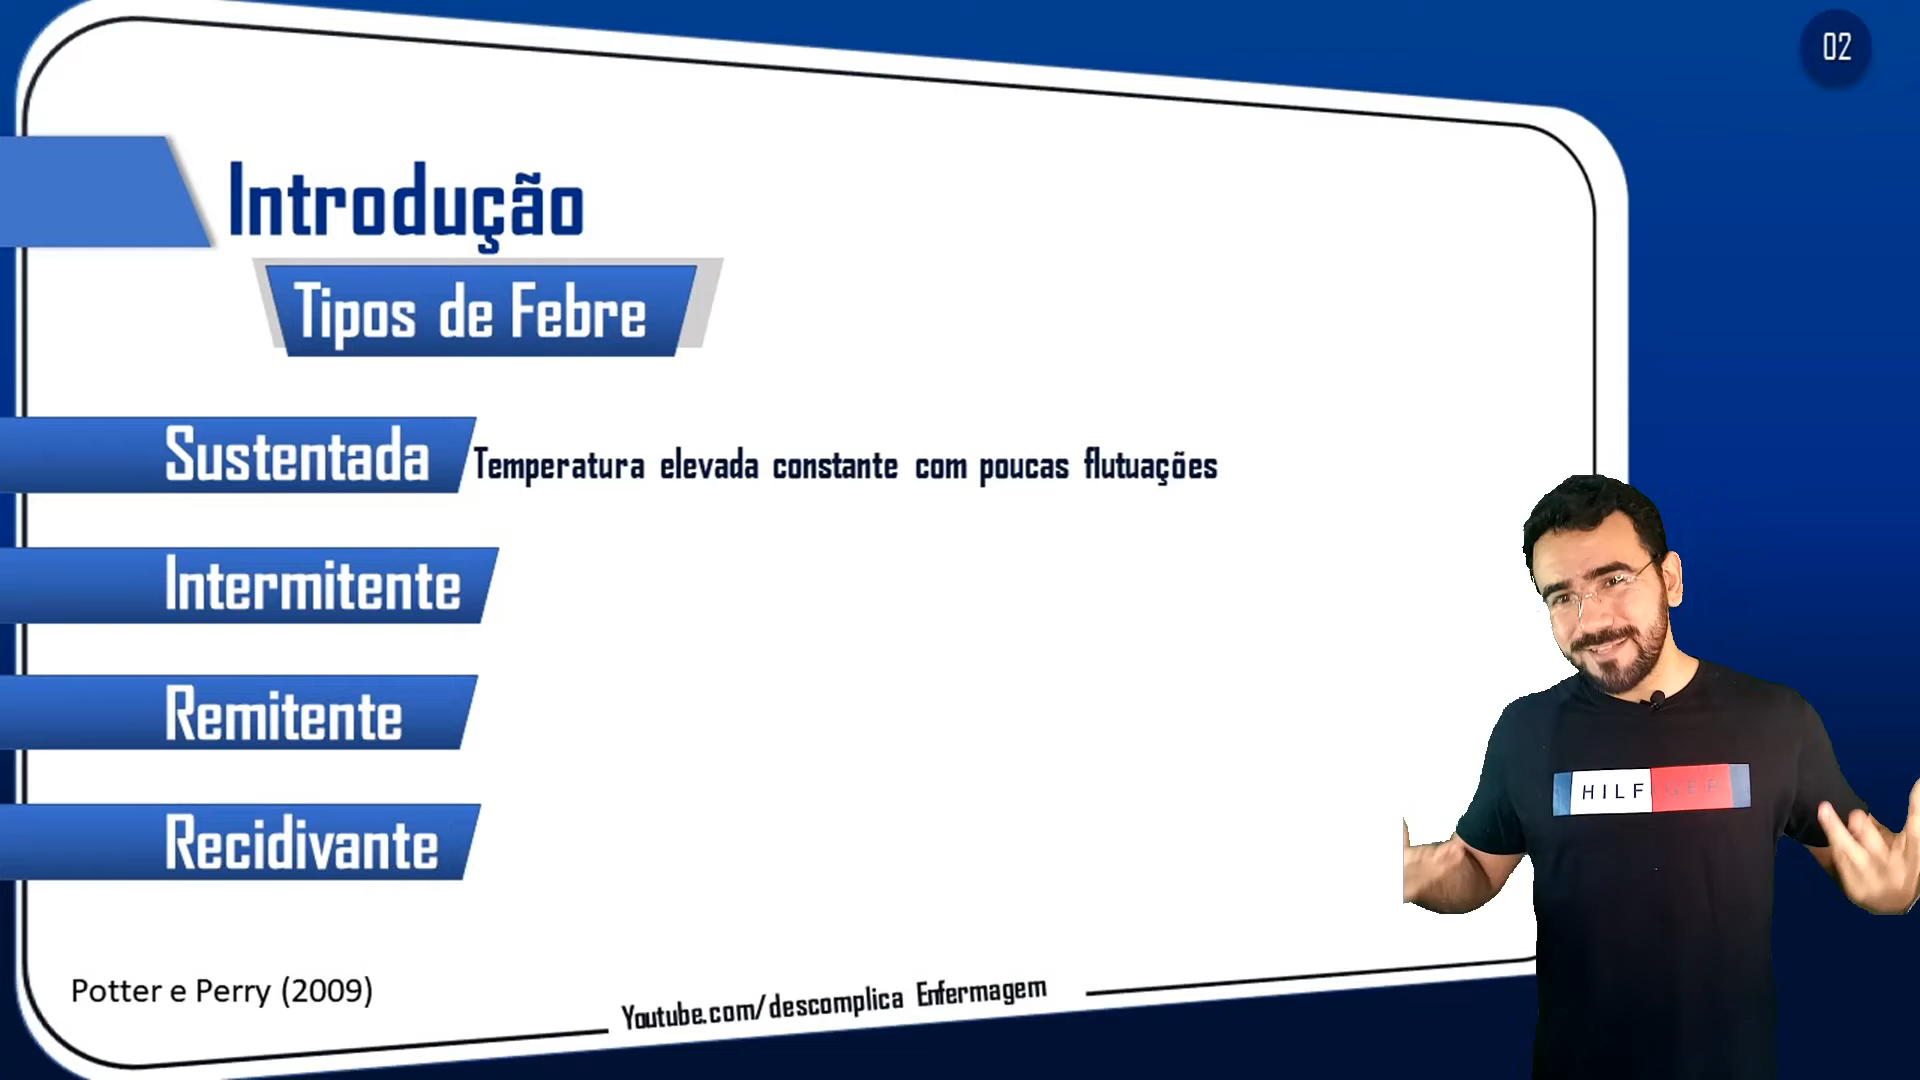 02
Introdução
Tipos de Febre
Sustentada
Temperatura elevada constante com poucas flutuações
Intermitente
Remitente
Recidivante
HILFGER
Potter e Perry (2009)
Youtube.com/descomplica Enfermagem